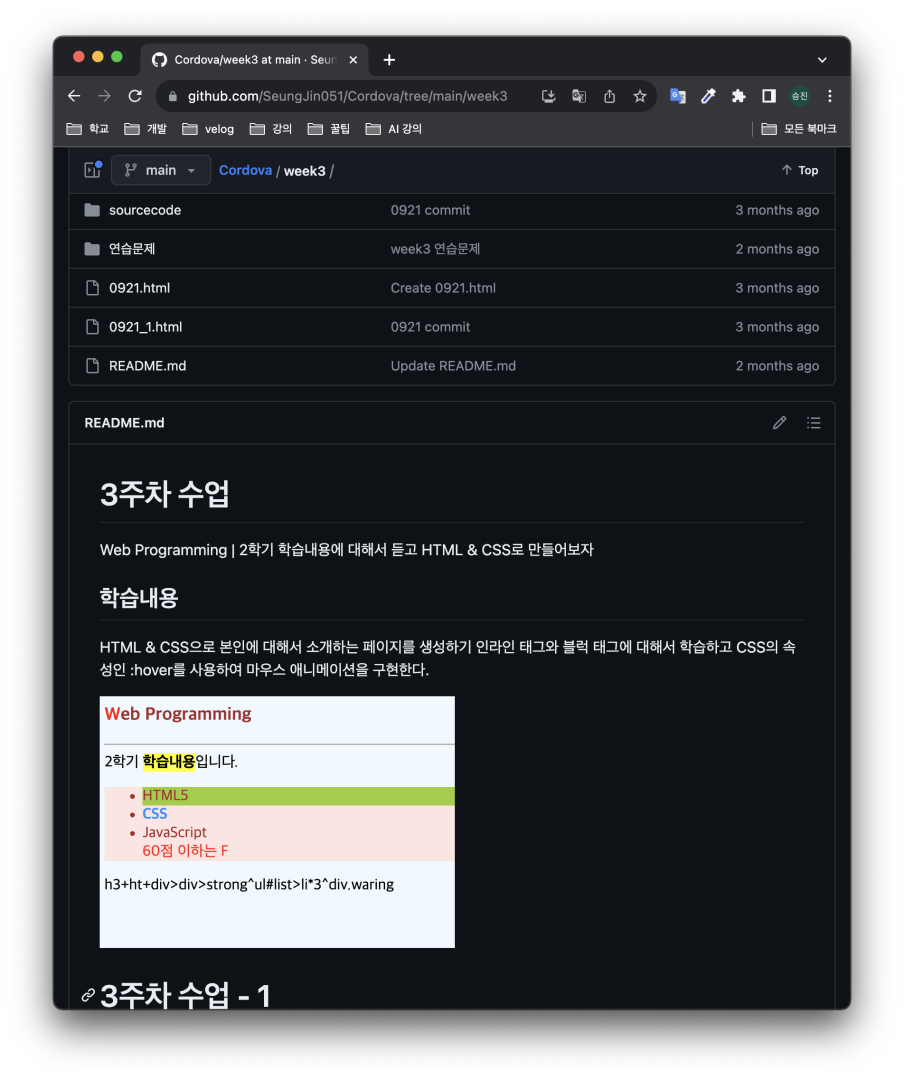 Cordova/week3 at main · Seun
github.com/SeungJin051/Cordova/tree/main/week3
승진
학교 개발 velog 강의 꿀팁 AI 강의 모든 북마크
main Cordova / week3 / Top
sourcecode 0921 commit 3 months ago
연습문제 week3 연습문제 2 months ago
0921.html Create 0921.html 3 months ago
0921_1.html 0921 commit 3 months ago
README.md Update README.md 2 months ago
README.md
3주차 수업
Web Programming | 2학기 학습내용에 대해서 듣고 HTML & CSS로 만들어보자
학습내용
HTML & CSS으로 본인에 대해서 소개하는 페이지를 생성하기 인라인 태그와 블럭 태그에 대해서 학습하고 CSS의 속
성인 :hover를 사용하여 마우스 애니메이션을 구현한다.
Web Programming
2학기 학습내용입니다.
HTML5
CSS
JavaScript
60점 이하는 F
h3+ht+div>div>strong^ul#list>li*3^div.waring
3주차 수업 - 1